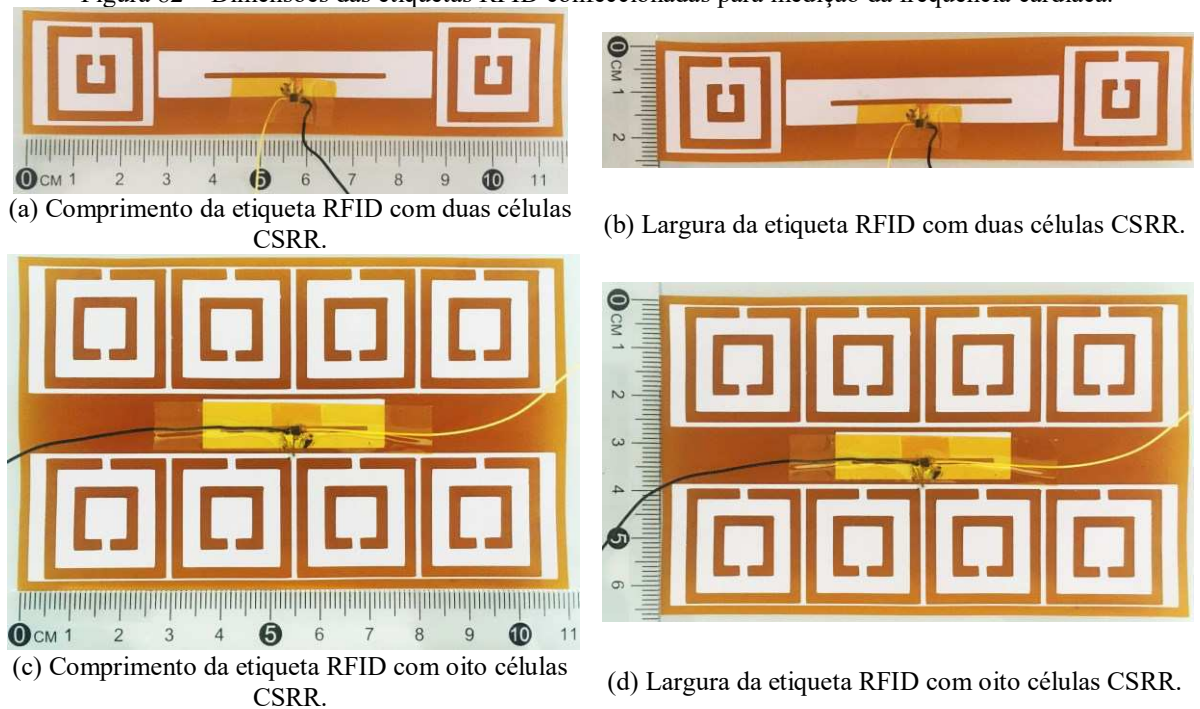 Figura 82 – Dimensões das etiquetas RFID confeccionadas para medição da frequência cardíaca.
0 CM 1 2 3 4 5 6 7 8 9 10 11
0 CM 1 2
(a) Comprimento da etiqueta RFID com duas células
CSRR.
(b) Largura da etiqueta RFID com duas células CSRR.
0 CM 1 2 3 4 5 6 7 8 9 10 11
0 CM 1 2 3 4 5 6
(c) Comprimento da etiqueta RFID com oito células
CSRR.
(d) Largura da etiqueta RFID com oito células CSRR.